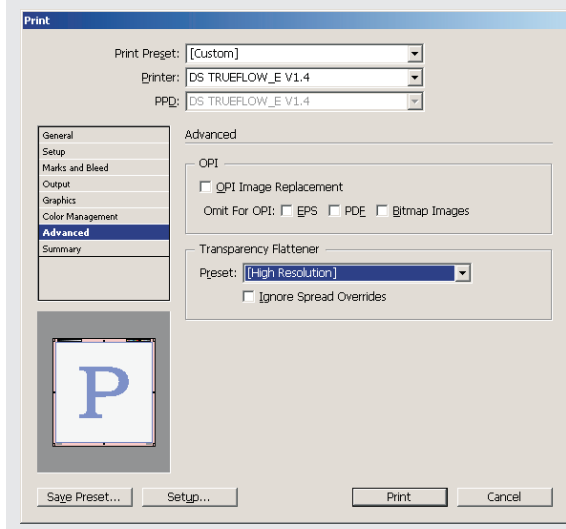 Print
Print Preset: [Custom]
Printer: DS TRUEFLOW_E V1.4
PPD: DS TRUEFLOW_E V1.4
General
Setup
Marks and Bleed
Output
Graphics
Color Management
Advanced
Summary
Advanced
OPI
OPI Image Replacement
Omit For OPI: EPS PDF Bitmap Images
Transparency Flattener
Preset: [High Resolution]
Ignore Spread Overrides
P
Save Preset... Setup... Print Cancel